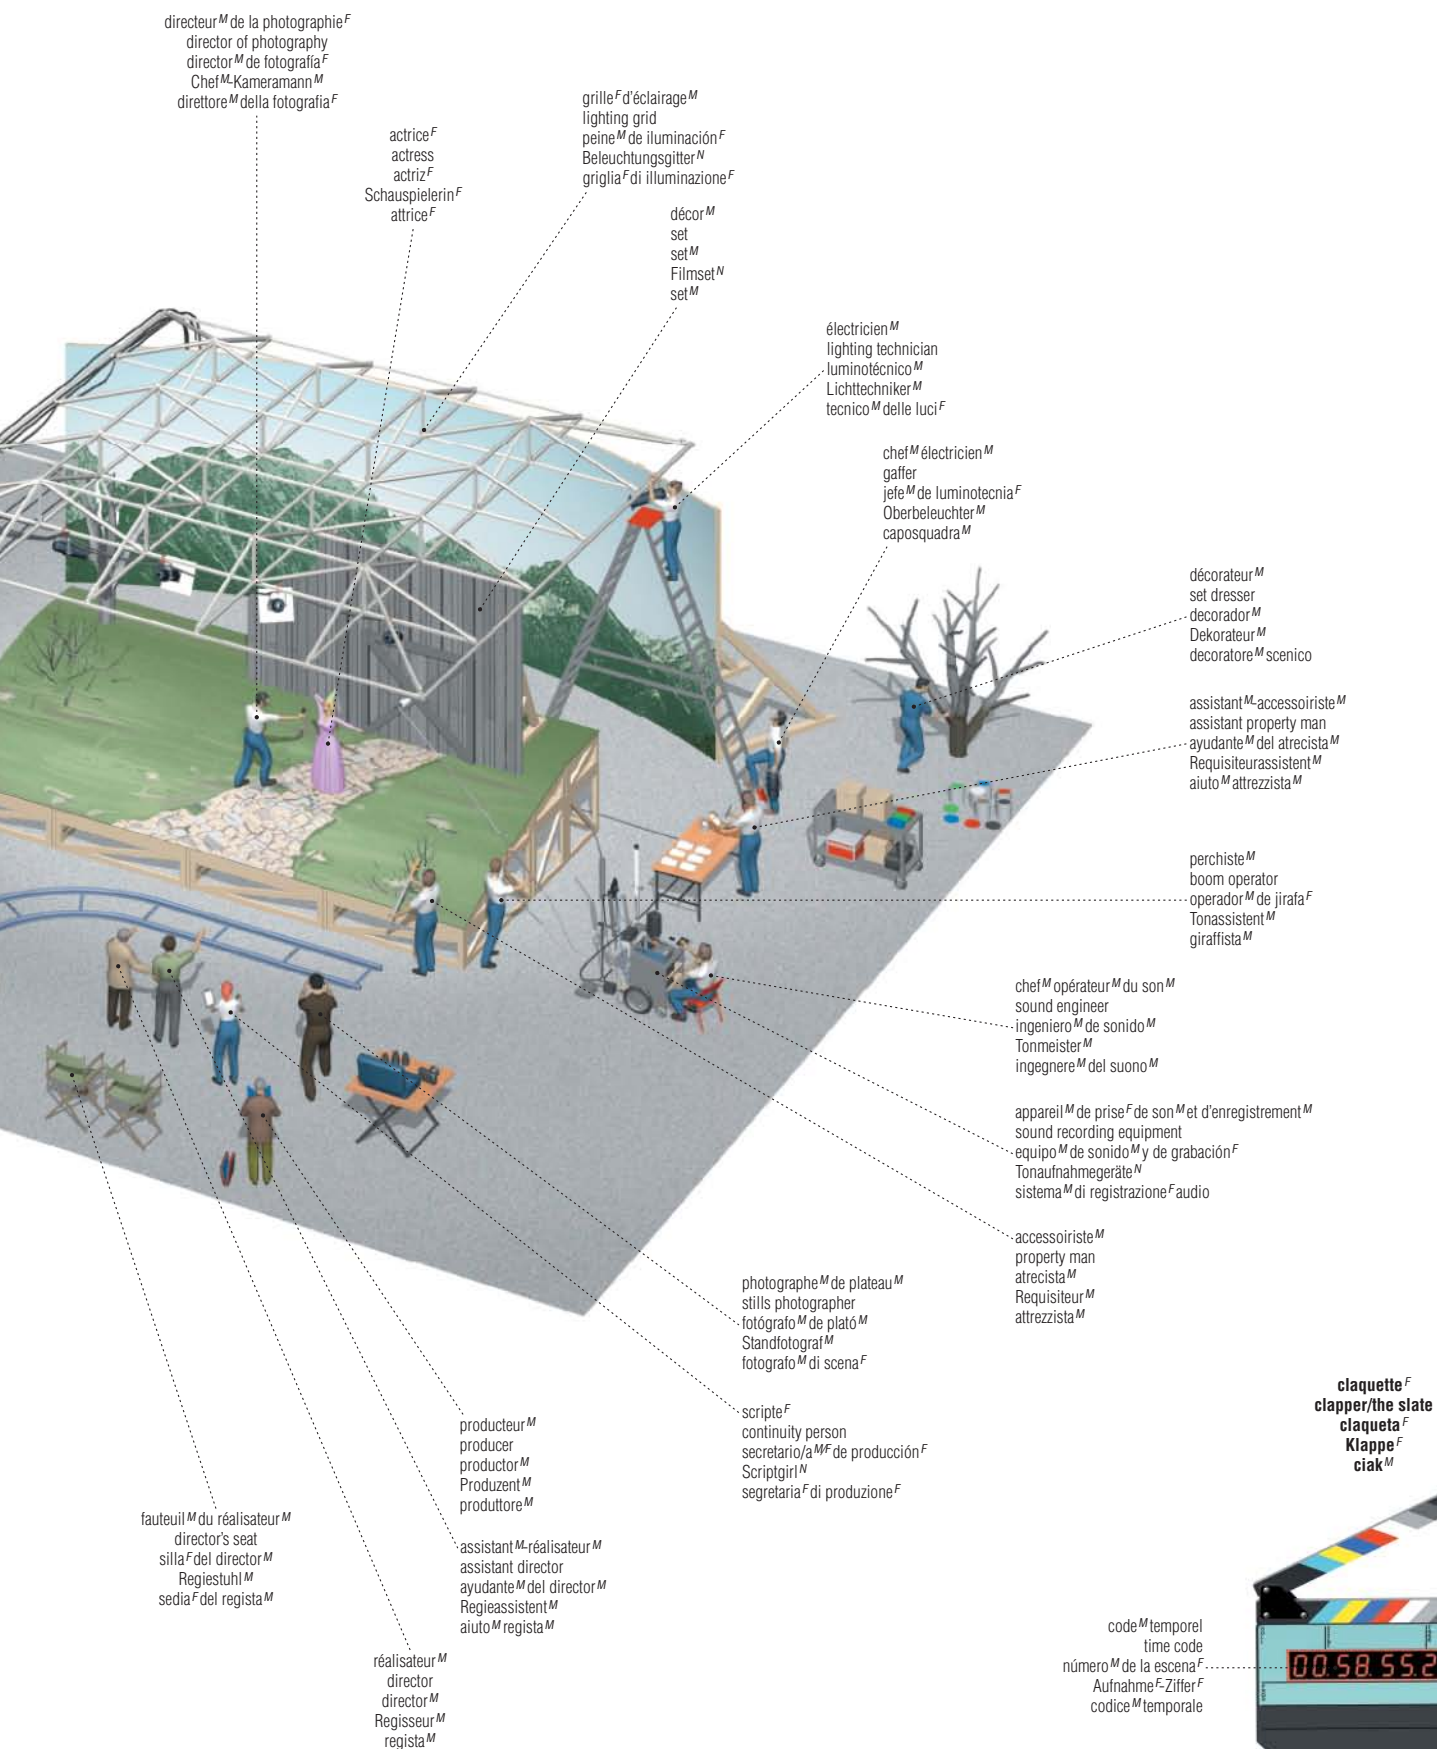 directeurM de la photographieF
director of photography
directorM de fotografíaF
ChefM-KameramannM
direttoreM della fotografiaF
actriceF
actress
actrizF
SchauspielerinF
attriceF
grilleF d'éclairageM
lighting grid
peineM de iluminaciónF
BeleuchtungsgitterN
grigliaF di illuminazioneF
décorM
set
setM
FilmsetN
setM
électricienM
lighting technician
luminotécnicoM
LichttechnikerM
tecnicoM delle luciF
chefM électricienM
gaffer
jefeM de luminotecniaF
OberbeleuchterM
caposquadraM
décorateurM
set dresser
decoradorM
DekorateurM
decoratoreM scenico
assistantM-accessoiristeM
assistant property man
ayudanteM del atrecistaM
RequisiteurassistentM
aiutoM attrezzistaM
perchisteM
boom operator
operadorM de jirafaF
TonassistentM
giraffistaM
chefM opérateurM du sonM
sound engineer
ingenieroM de sonidoM
TonmeisterM
ingegnereM del suonoM
appareilM de priseF de sonM et d'enregistrementM
sound recording equipment
equipoM de sonidoM y de grabaciónF
TonaufnahmegeräteN
sistemaM di registrazioneF audio
accessoiristeM
property man
atrecistaM
RequisiteurM
attrezzistaM
photographeM de plateauM
stills photographer
fotógrafoM de platóM
StandfotografM
fotografoM di scenaF
scripteF
continuity person
secretario/aM/F de producciónF
ScriptgirlN
segretariaF di produzioneF
producteurM
producer
productorM
ProduzentM
produttoreM
assistantM-réalisateurM
assistant director
ayudanteM del directorM
RegieassistentM
aiutoM registaM
fauteuilM du réalisateurM
director's seat
sillaF del directorM
RegiestuhlM
sediaF del registaM
réalisateurM
director
directorM
RegisseurM
registaM
claquetteF
clapper/the slate
claquetaF
KlappeF
ciakM
codeM temporel
time code
númeroM de la escenaF
AufnahmeF-ZifferF
codiceM temporale
00.58.55.2